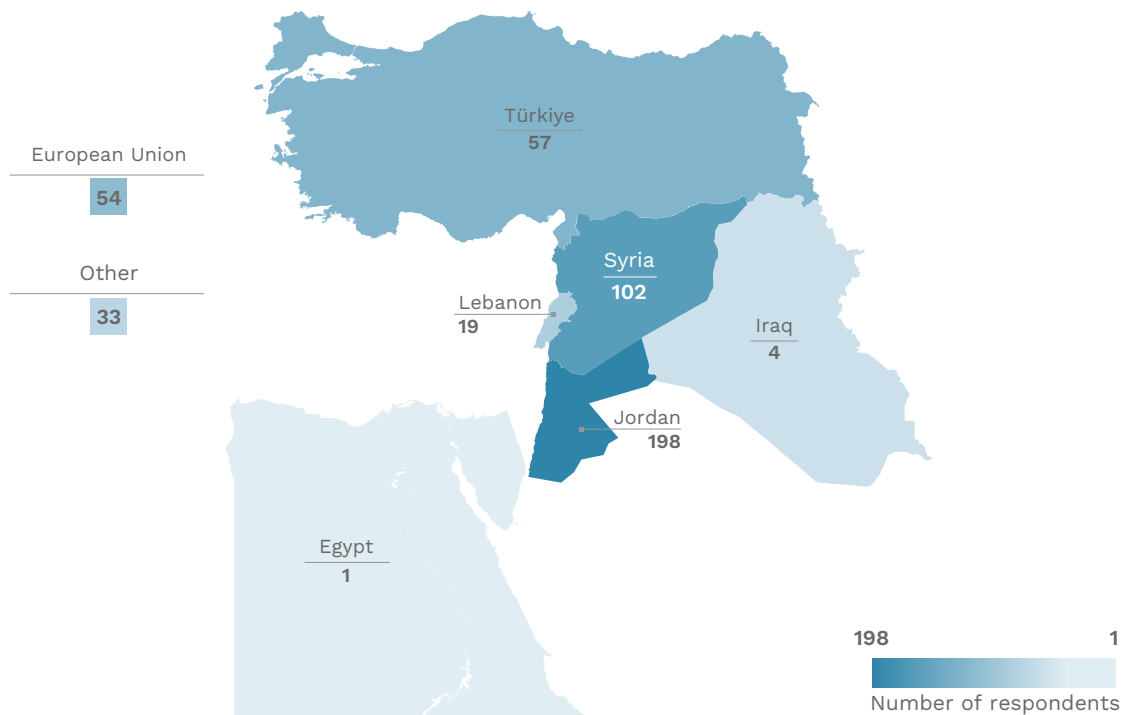 Türkiye
57
European Union
54
Other
33
Syria
102
Lebanon
19
Iraq
4
Jordan
198
Egypt
1
198 1
Number of respondents